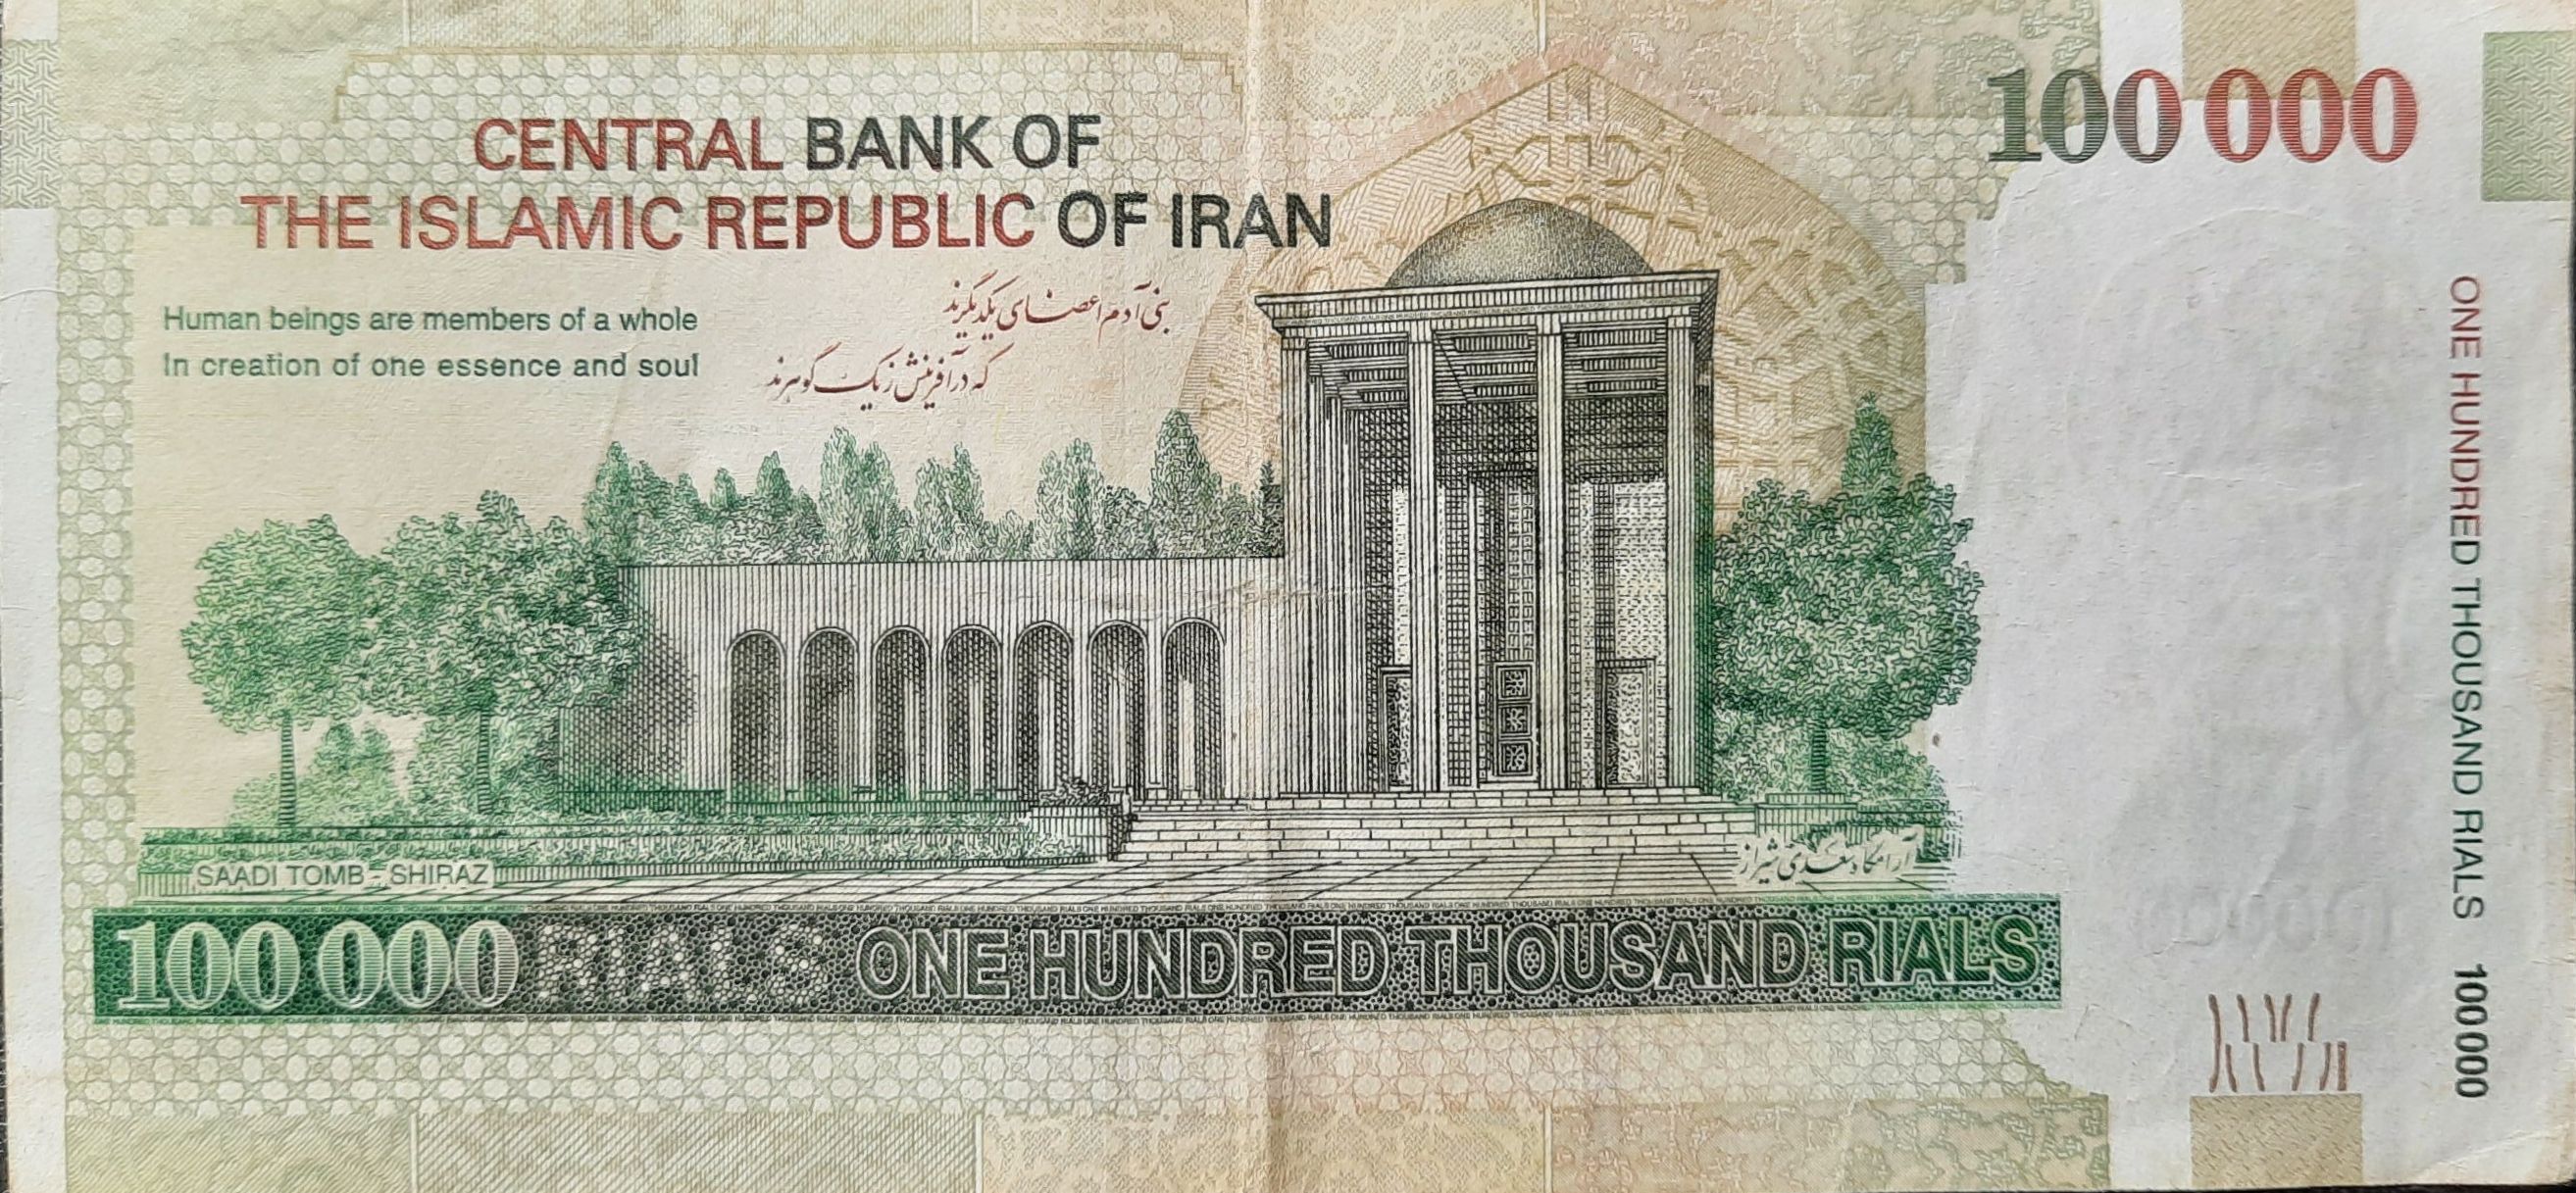 100 000
CENTRAL BANK OF
THE ISLAMIC REPUBLIC OF IRAN
Human beings are members of a whole
In creation of one essence and soul
بنی آدم اعضای یکدیگرند
که در آفرینش ز یک گوهرند
SAADI TOMB - SHIRAZ
آرامگاه سعدی شیراز
100 000 RIALS ONE HUNDRED THOUSAND RIALS
ONE HUNDRED THOUSAND RIALS 100 000